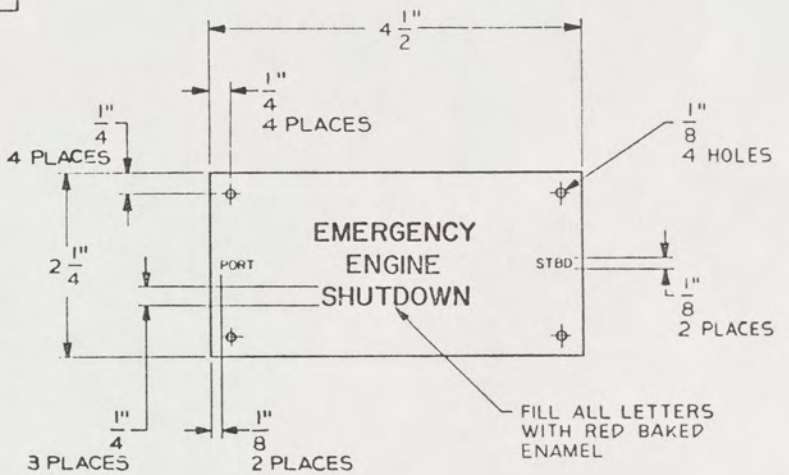 4 1/2"
1/4"
4 PLACES
1/4"
4 PLACES
1/8"
4 HOLES
2 1/4"
EMERGENCY
ENGINE
SHUTDOWN
PORT
STBD
1/8"
2 PLACES
1/4"
3 PLACES
1/8"
2 PLACES
FILL ALL LETTERS
WITH RED BAKED
ENAMEL